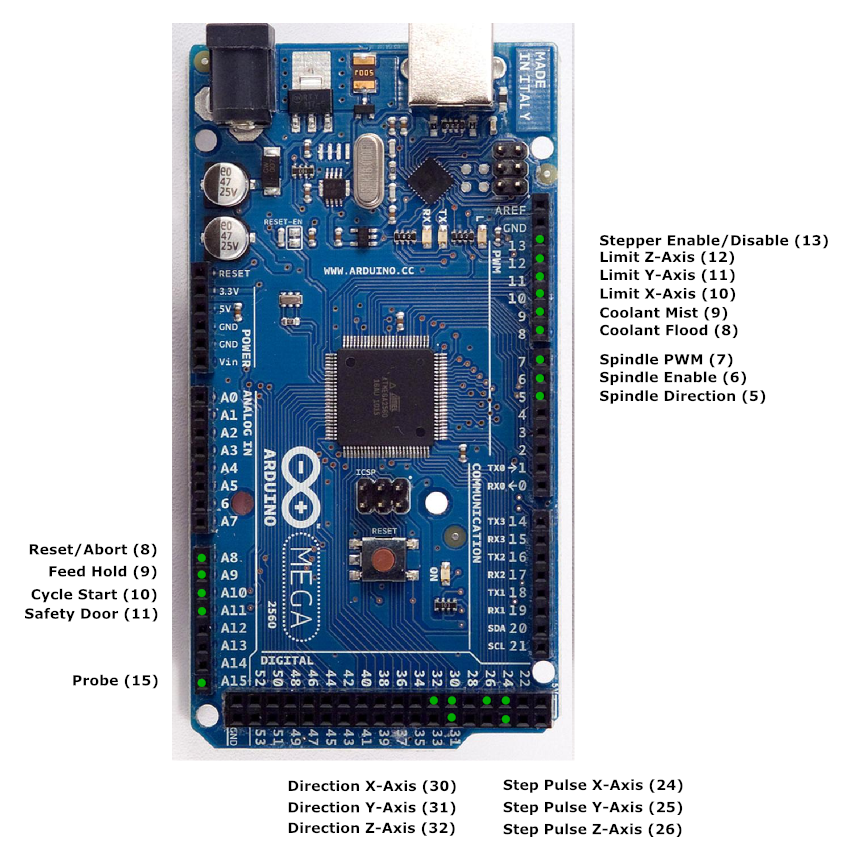 MADE
IN ITALY
J005
e0
47
25V
e0
47
25V
RESET-EN
RX
TX
L
WWW.ARDUINO.CC
AREF
GND
13
12
11
10
9
8
7
6
5
4
3
2
TX0→1
RX0←0
PWM
Stepper Enable/Disable (13)
Limit Z-Axis (12)
Limit Y-Axis (11)
Limit X-Axis (10)
Coolant Mist (9)
Coolant Flood (8)
Spindle PWM (7)
Spindle Enable (6)
Spindle Direction (5)
RESET
3.3V
5V
GND
GND
Vin
POWER
A0
A1
A2
A3
A4
A5
6
A7
ANALOG IN
ATMEGA2560
ARDUINO
MEGA
2560
ICSP
RESET
ON
COMMUNICATION
TX3 14
RX3 15
TX2 16
RX2 17
TX1 18
RX1 19
SDA 20
SCL 21
Reset/Abort (8)
Feed Hold (9)
Cycle Start (10)
Safety Door (11)
Probe (15)
A8
A9
A10
A11
A12
A13
A14
A15
DIGITAL
52 50 48 46 44 42 40 38 36 34 32 30 28 26 24 22
GND 53 51 49 47 45 43 41 39 37 35 33 31
Direction X-Axis (30)
Direction Y-Axis (31)
Direction Z-Axis (32)
Step Pulse X-Axis (24)
Step Pulse Y-Axis (25)
Step Pulse Z-Axis (26)